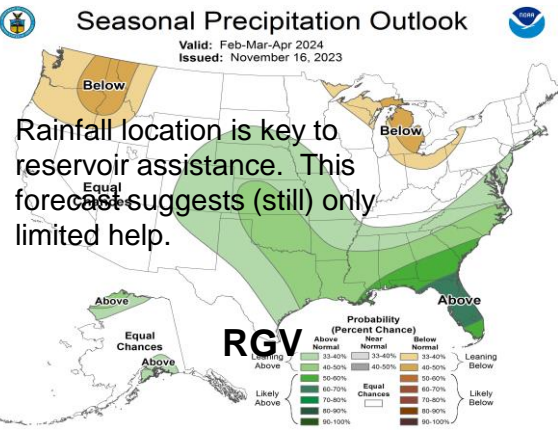 NOAA
Seasonal Precipitation Outlook
Valid: Feb-Mar-Apr 2024
Issued: November 16, 2023
Below
Below
Rainfall location is key to
reservoir assistance. This
forecast suggests (still) only
limited help.
Equal
Chances
Above
Above
Equal
Chances
Above
RGV
Probability
(Percent Chance)
Above
Normal
Near
Normal
Below
Normal
Leaning
Above
33-40%
33-40%
33-40%
Leaning
Below
40-50%
40-50%
40-50%
50-60%
Equal
Chances
50-60%
Likely
Above
60-70%
60-70%
Likely
Below
70-80%
70-80%
80-90%
80-90%
90-100%
90-100%